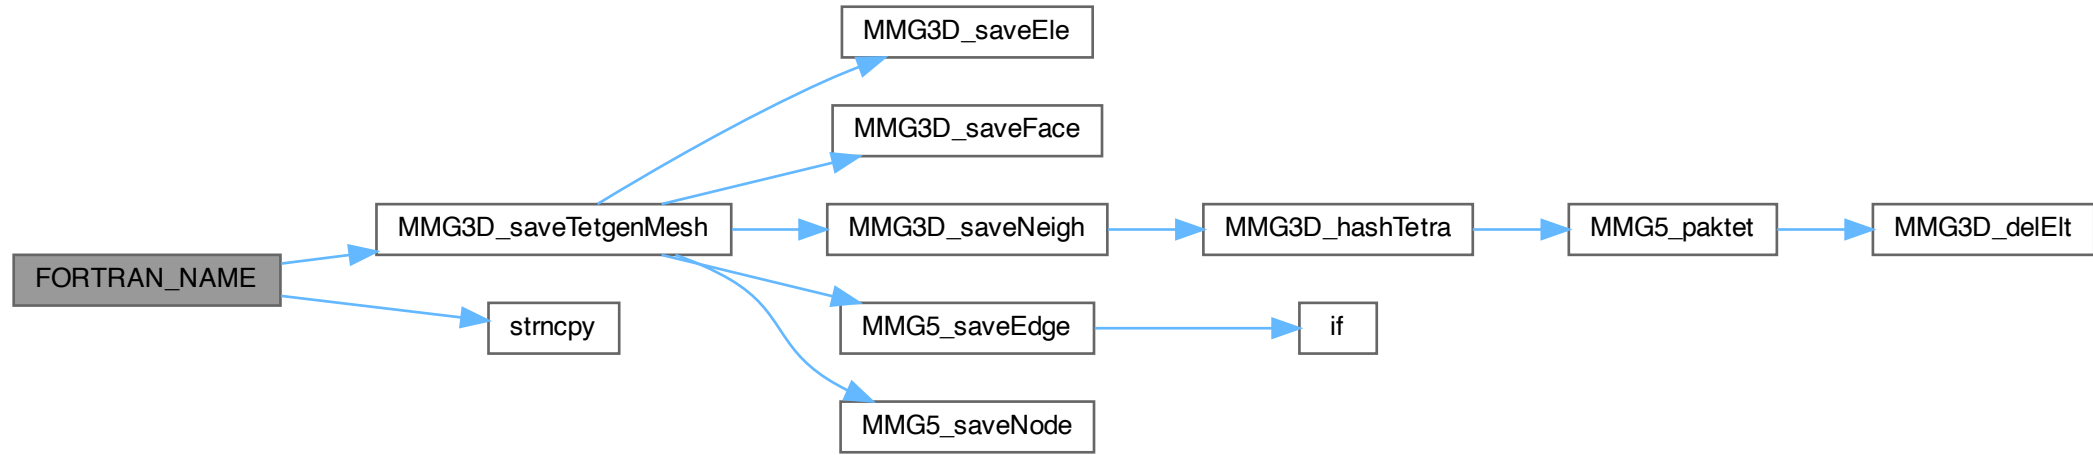 MMG3D_saveEle
MMG3D_saveFace
MMG3D_saveTetgenMesh
MMG3D_saveNeigh
MMG3D_hashTetra
MMG5_paktet
MMG3D_delElt
FORTRAN_NAME
strncpy
MMG5_saveEdge
if
MMG5_saveNode